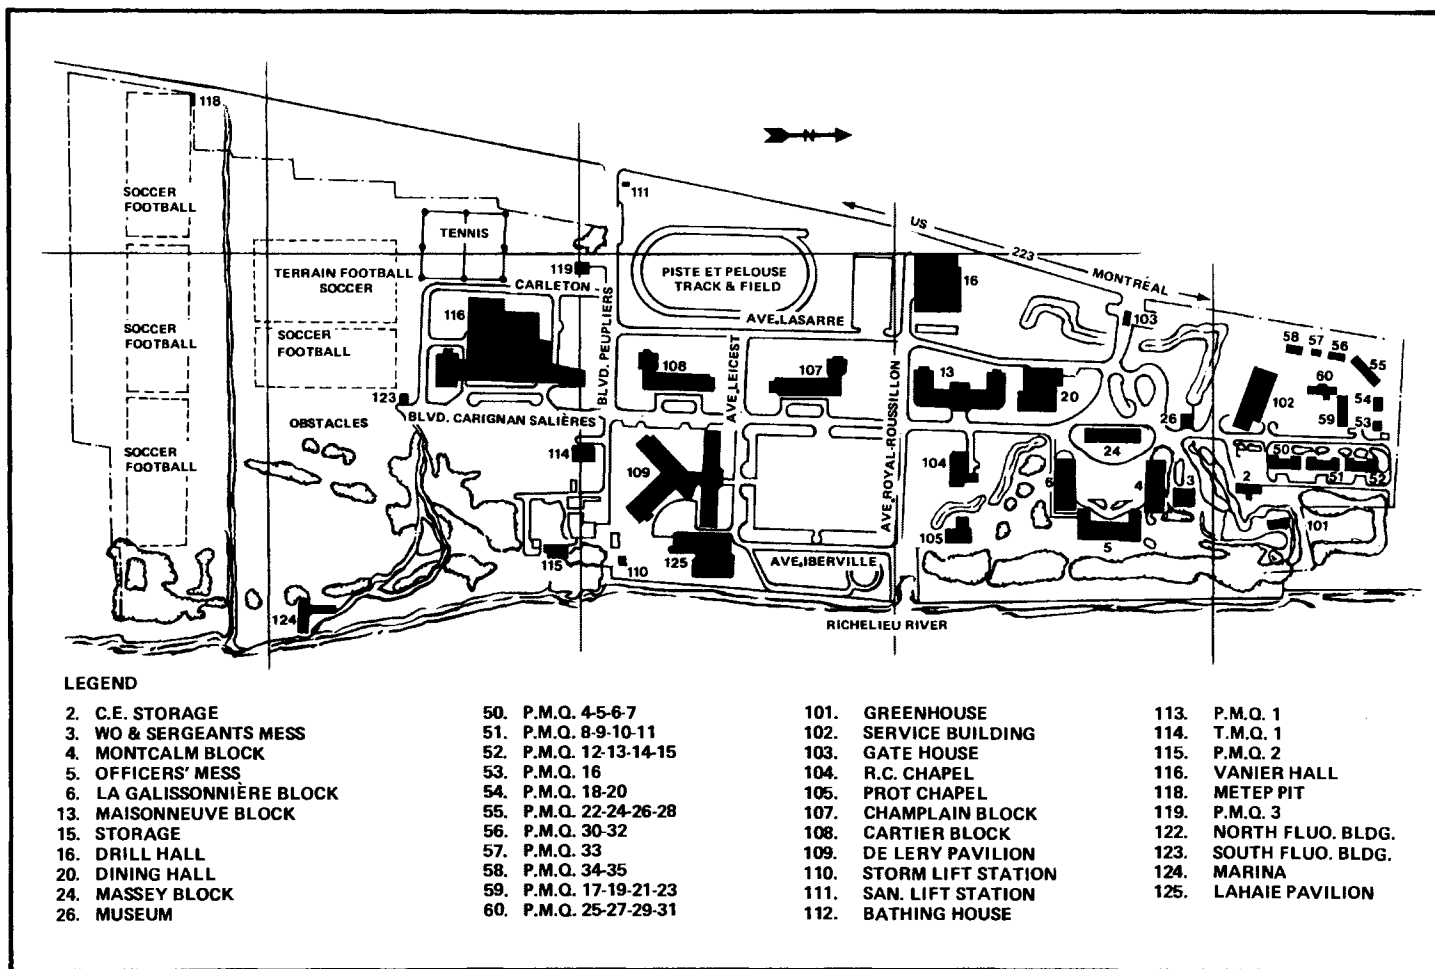 118
N
111
SOCCER
FOOTBALL
US
TENNIS
223
119
TERRAIN FOOTBALL
SOCCER
PISTE ET PELOUSE
TRACK & FIELD
MONTRÉAL
16
CARLETON
BLVD. PEUPLIERS
116
AVE. LASARRE
103
SOCCER
FOOTBALL
SOCCER
FOOTBALL
58
57
56
55
108
AVE. LEICEST
107
AVE. ROYAL-ROUSSILLON
13
20
60
123
102
54
BLVD. CARIGNAN SALIÈRES
26
59
53
OBSTACLES
24
SOCCER
FOOTBALL
114
109
104
6
4
3
2
50
51
52
115
110
125
AVE. IBERVILLE
105
5
101
124
RICHELIEU RIVER
LEGEND
2. C.E. STORAGE
3. WO & SERGEANTS MESS
4. MONTCALM BLOCK
5. OFFICERS' MESS
6. LA GALISSONNIÈRE BLOCK
13. MAISONNEUVE BLOCK
15. STORAGE
16. DRILL HALL
20. DINING HALL
24. MASSEY BLOCK
26. MUSEUM
50. P.M.Q. 4-5-6-7
51. P.M.Q. 8-9-10-11
52. P.M.Q. 12-13-14-15
53. P.M.Q. 16
54. P.M.Q. 18-20
55. P.M.Q. 22-24-26-28
56. P.M.Q. 30-32
57. P.M.Q. 33
58. P.M.Q. 34-35
59. P.M.Q. 17-19-21-23
60. P.M.Q. 25-27-29-31
101. GREENHOUSE
102. SERVICE BUILDING
103. GATE HOUSE
104. R.C. CHAPEL
105. PROT CHAPEL
107. CHAMPLAIN BLOCK
108. CARTIER BLOCK
109. DE LERY PAVILION
110. STORM LIFT STATION
111. SAN. LIFT STATION
112. BATHING HOUSE
113. P.M.Q. 1
114. T.M.Q. 1
115. P.M.Q. 2
116. VANIER HALL
118. METEP PIT
119. P.M.Q. 3
122. NORTH FLUO. BLDG.
123. SOUTH FLUO. BLDG.
124. MARINA
125. LAHAIE PAVILION